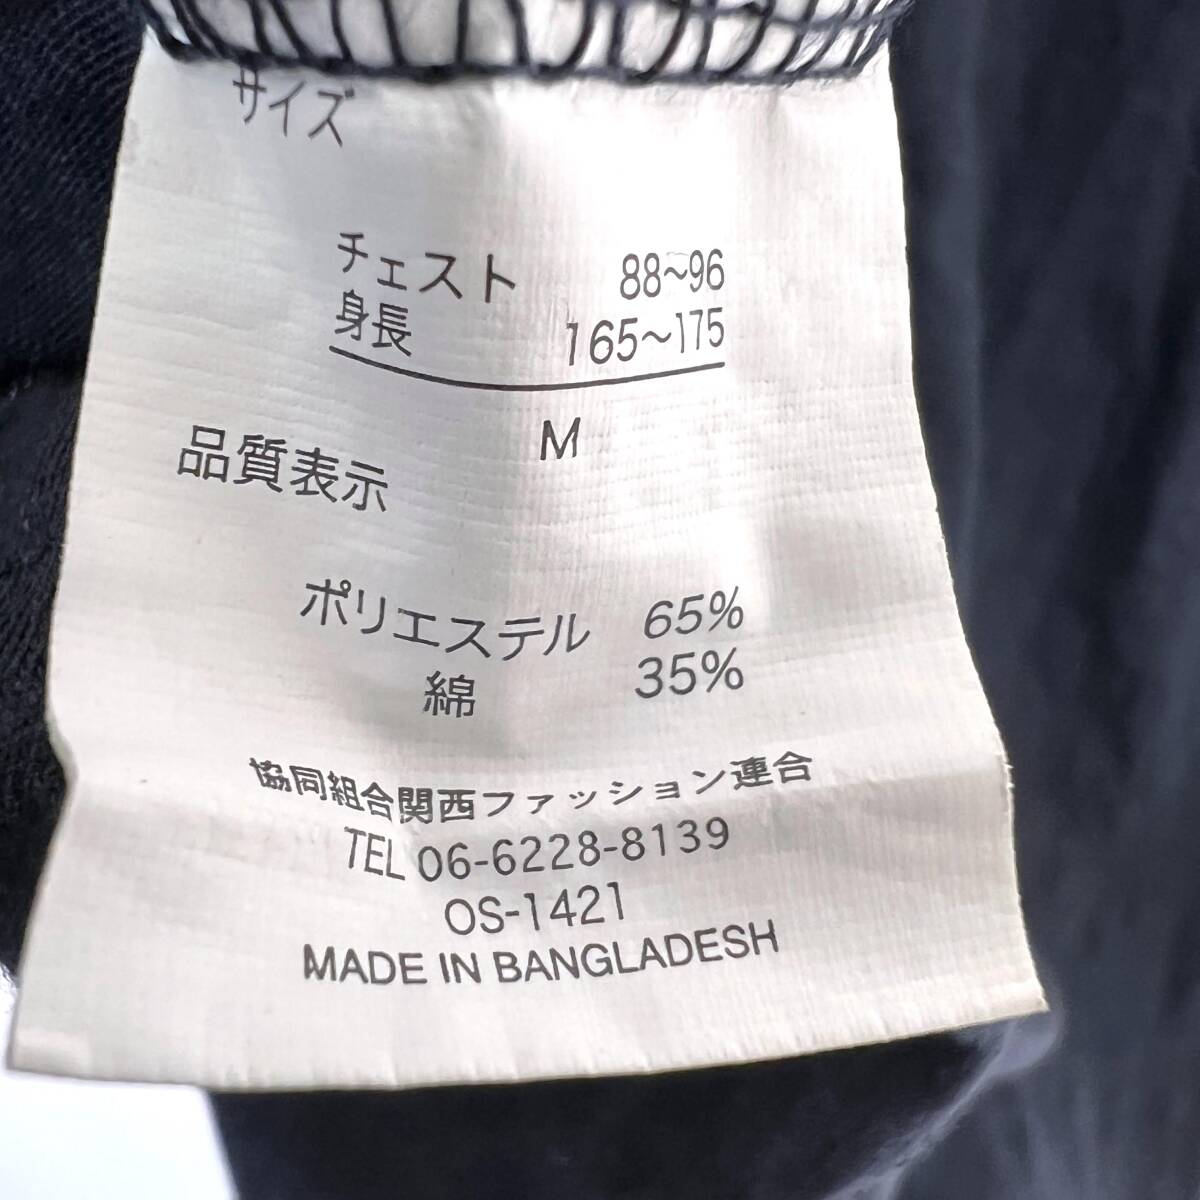 サイズ
チェスト 88~96
身長 165~175
M
品質表示
ポリエステル 65%
綿 35%
協同組合関西ファッション連合
TEL 06-6228-8139
OS-1421
MADE IN BANGLADESH